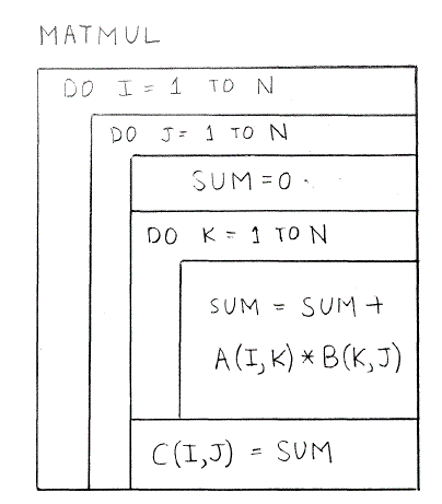 MATMUL
DO I = 1 TO N
DO J = 1 TO N
SUM = 0
DO K = 1 TO N
SUM = SUM +
A(I,K) * B(K,J)
C(I,J) = SUM